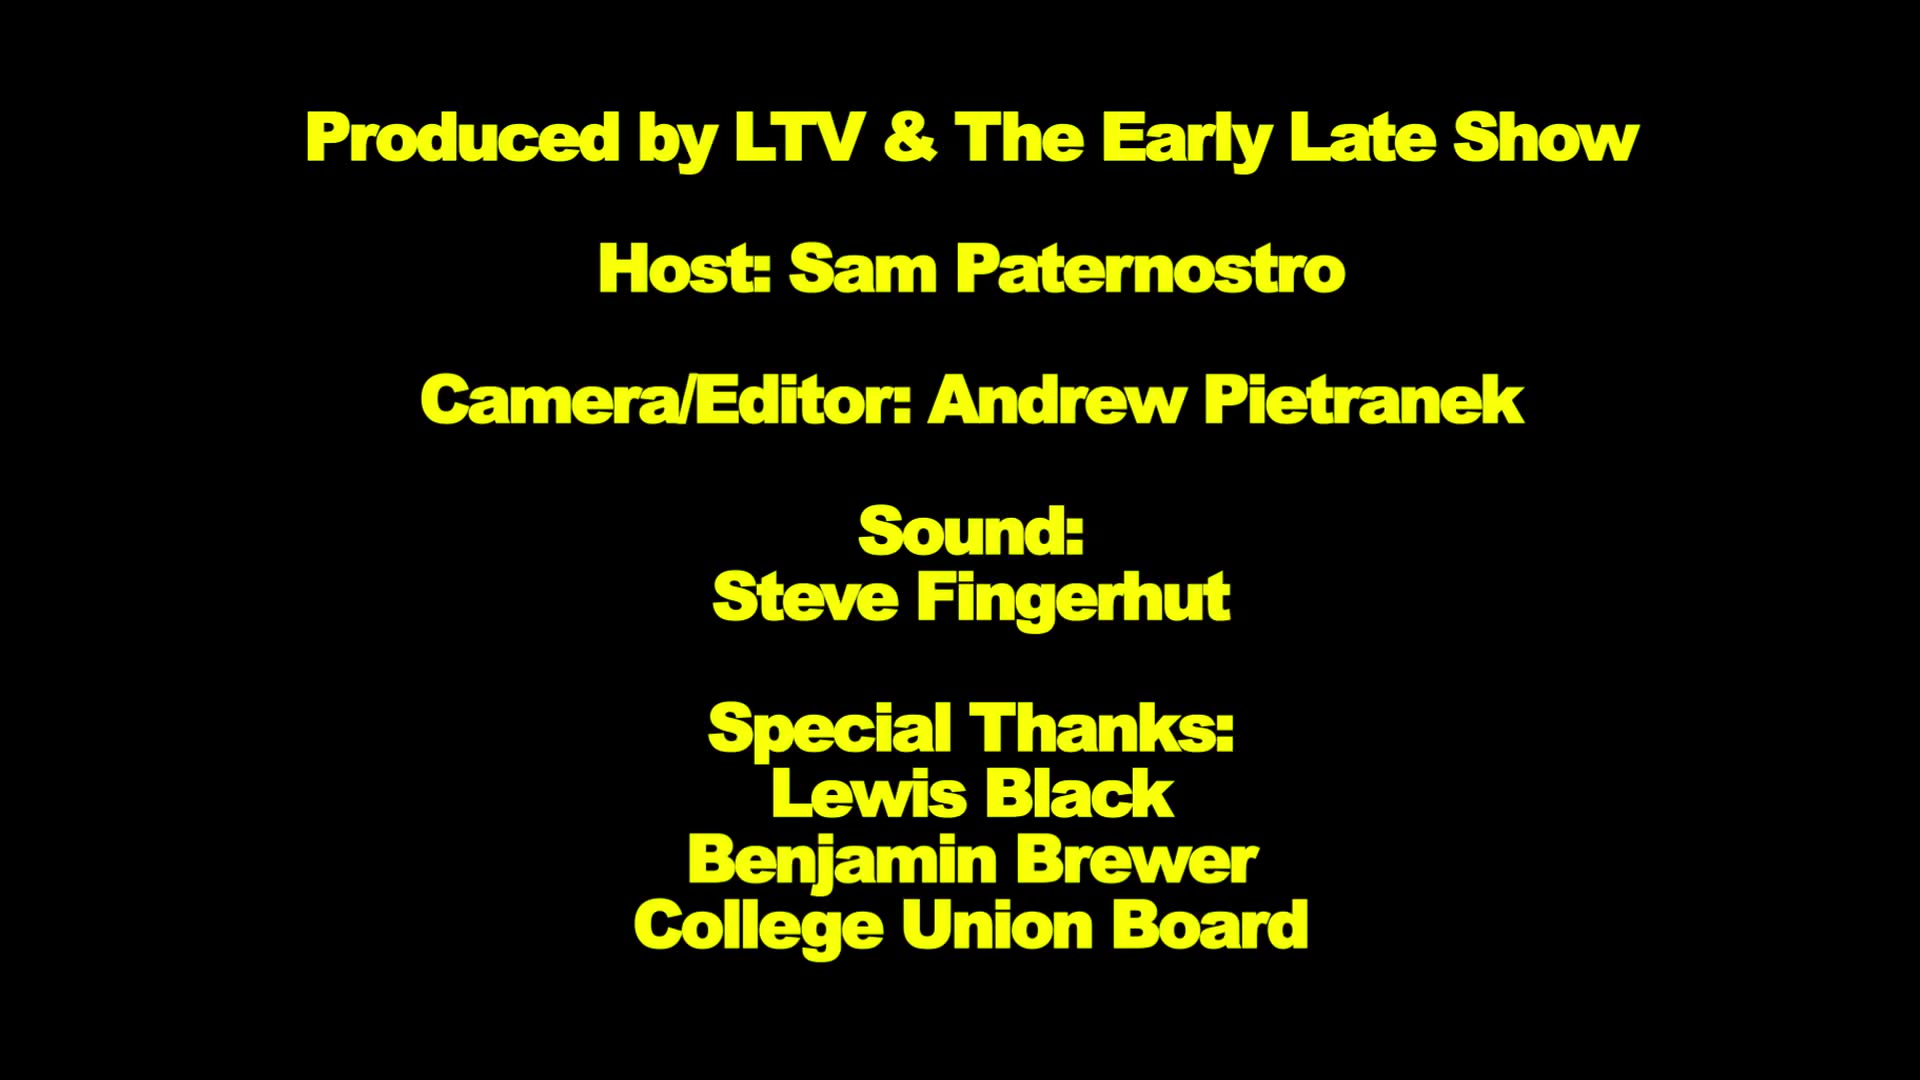 Produced by LTV & The Early Late Show
Host: Sam Paternostro
Camera/Editor: Andrew Pietranek
Sound:
Steve Fingerhut
Special Thanks:
Lewis Black
Benjamin Brewer
College Union Board